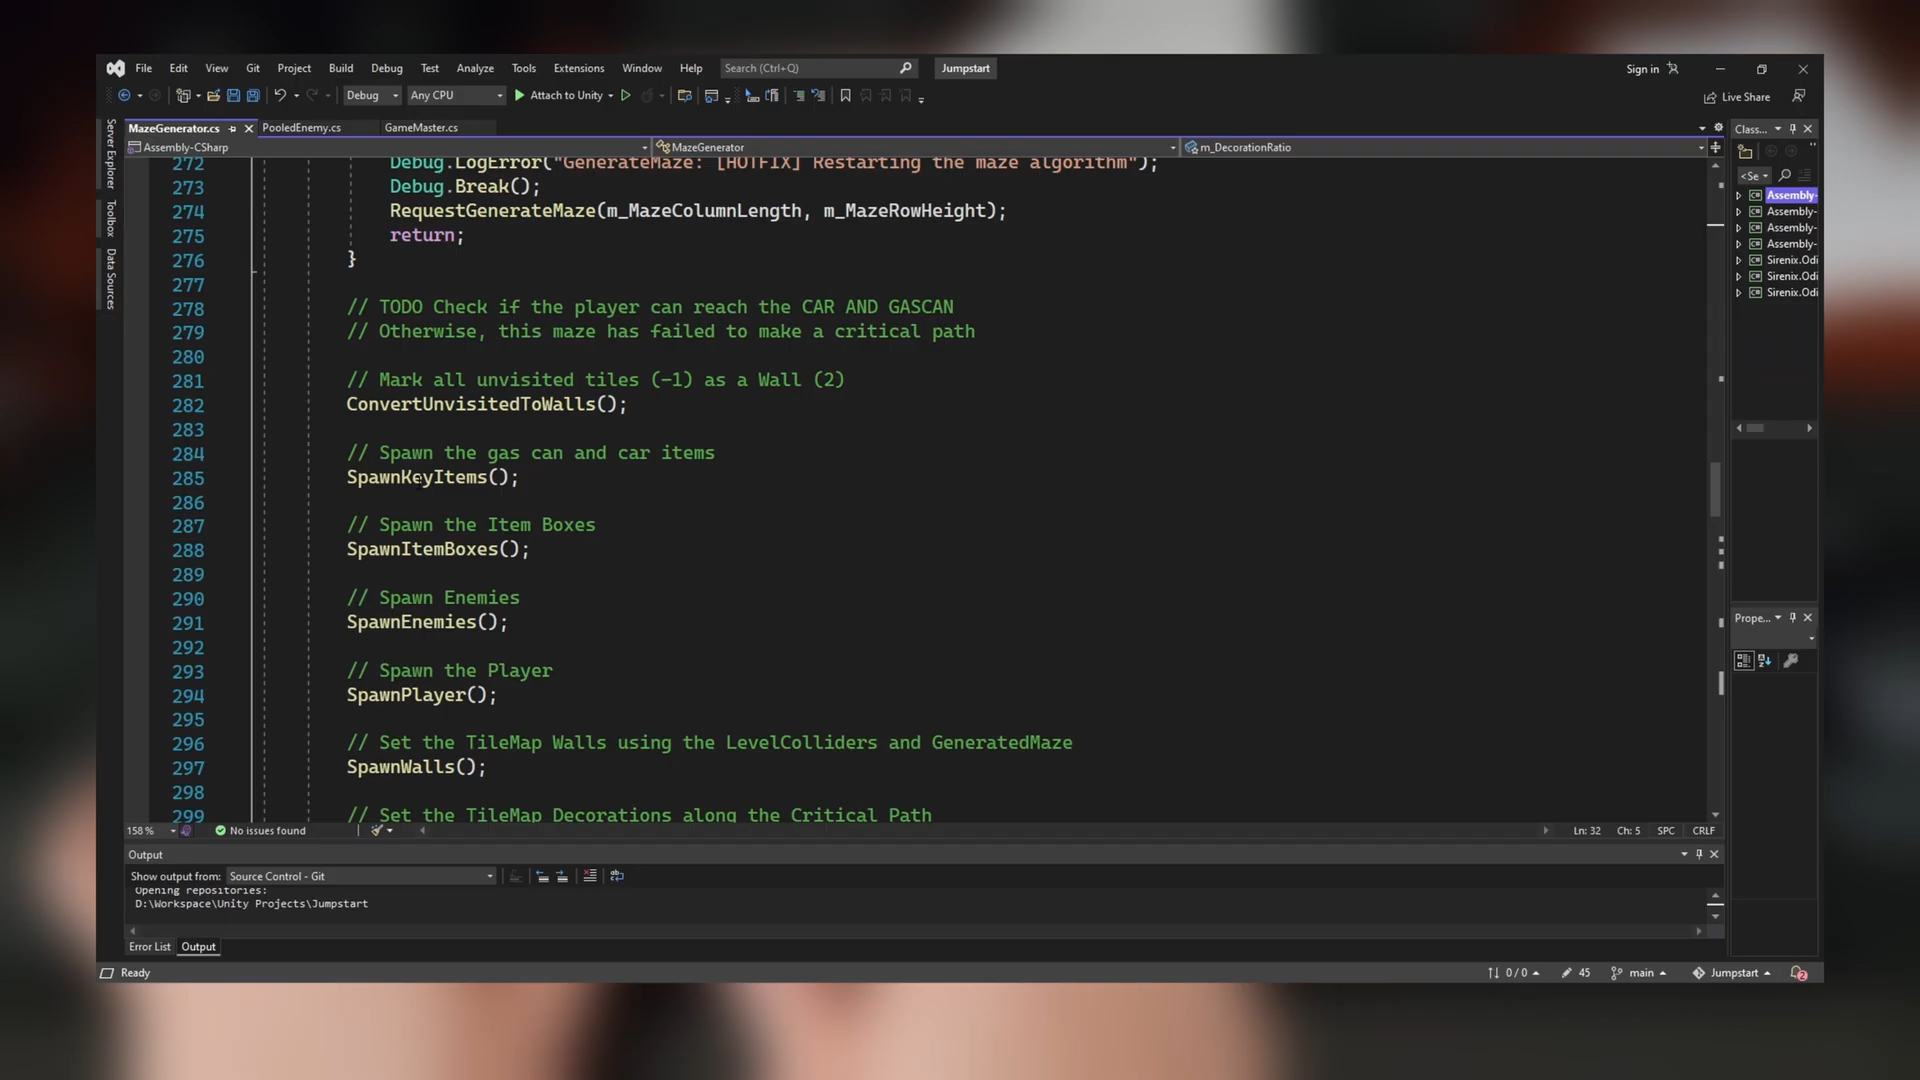 File Edit View Git Project Build Debug Test Analyze Tools Extensions Window Help Search (Ctrl+Q) Jumpstart Sign in
Debug Any CPU Attach to Unity Live Share
MazeGenerator.cs PooledEnemy.cs GameMaster.cs Class...
Assembly-CSharp MazeGenerator m_DecorationRatio
Server Explorer
Toolbox
Data Sources
272 Debug.LogError("GenerateMaze: [HOTFIX] Restarting the maze algorithm");
273 Debug.Break();
274 RequestGenerateMaze(m_MazeColumnLength, m_MazeRowHeight);
275 return;
276 }
277
278 // TODO Check if the player can reach the CAR AND GASCAN
279 // Otherwise, this maze has failed to make a critical path
280
281 // Mark all unvisited tiles (-1) as a Wall (2)
282 ConvertUnvisitedToWalls();
283
284 // Spawn the gas can and car items
285 SpawnKeyItems();
286
287 // Spawn the Item Boxes
288 SpawnItemBoxes();
289
290 // Spawn Enemies
291 SpawnEnemies();
292
293 // Spawn the Player
294 SpawnPlayer();
295
296 // Set the TileMap Walls using the LevelColliders and GeneratedMaze
297 SpawnWalls();
298
299 // Set the TileMap Decorations along the Critical Path
<Se
Assembly-
Assembly-
Assembly-
Assembly-
Sirenix.Odi
Sirenix.Odi
Sirenix.Odi
Prope...
158 % No issues found Ln: 32 Ch: 5 SPC CRLF
Output
Show output from: Source Control - Git
Opening repositories:
D:\Workspace\Unity Projects\Jumpstart
Error List Output
Ready 0 / 0 45 main Jumpstart 2